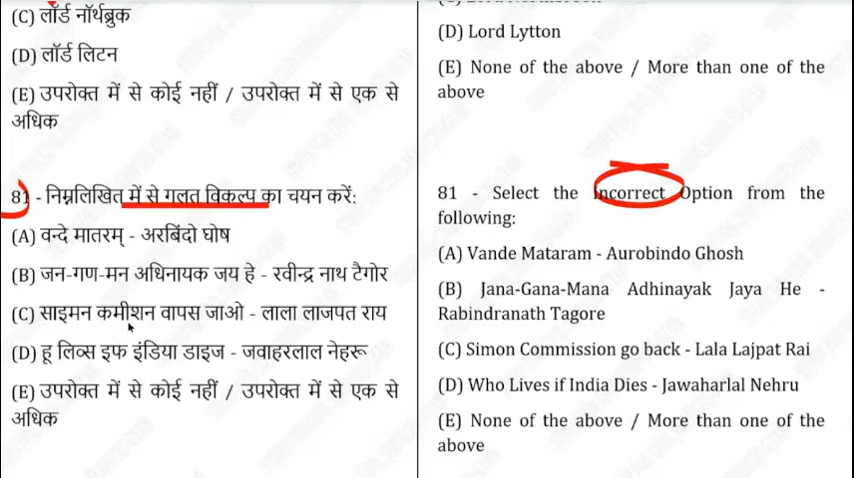 (C) लॉर्ड नॉर्थब्रुक
(D) लॉर्ड लिटन
(E) उपरोक्त में से कोई नहीं / उपरोक्त में से एक से
अधिक
81 - निम्नलिखित में से गलत विकल्प का चयन करें:
(A) वन्दे मातरम् - अरबिंदो घोष
(B) जन-गण-मन अधिनायक जय हे - रवीन्द्र नाथ टैगोर
(C) साइमन कमीशन वापस जाओ - लाला लाजपत राय
(D) हू लिव्स इफ इंडिया डाइज - जवाहरलाल नेहरू
(E) उपरोक्त में से कोई नहीं / उपरोक्त में से एक से
अधिक
(D) Lord Lytton
(E) None of the above / More than one of the
above
81 - Select the Incorrect Option from the
following:
(A) Vande Mataram - Aurobindo Ghosh
(B) Jana-Gana-Mana Adhinayak Jaya He -
Rabindranath Tagore
(C) Simon Commission go back - Lala Lajpat Rai
(D) Who Lives if India Dies - Jawaharlal Nehru
(E) None of the above / More than one of the
above